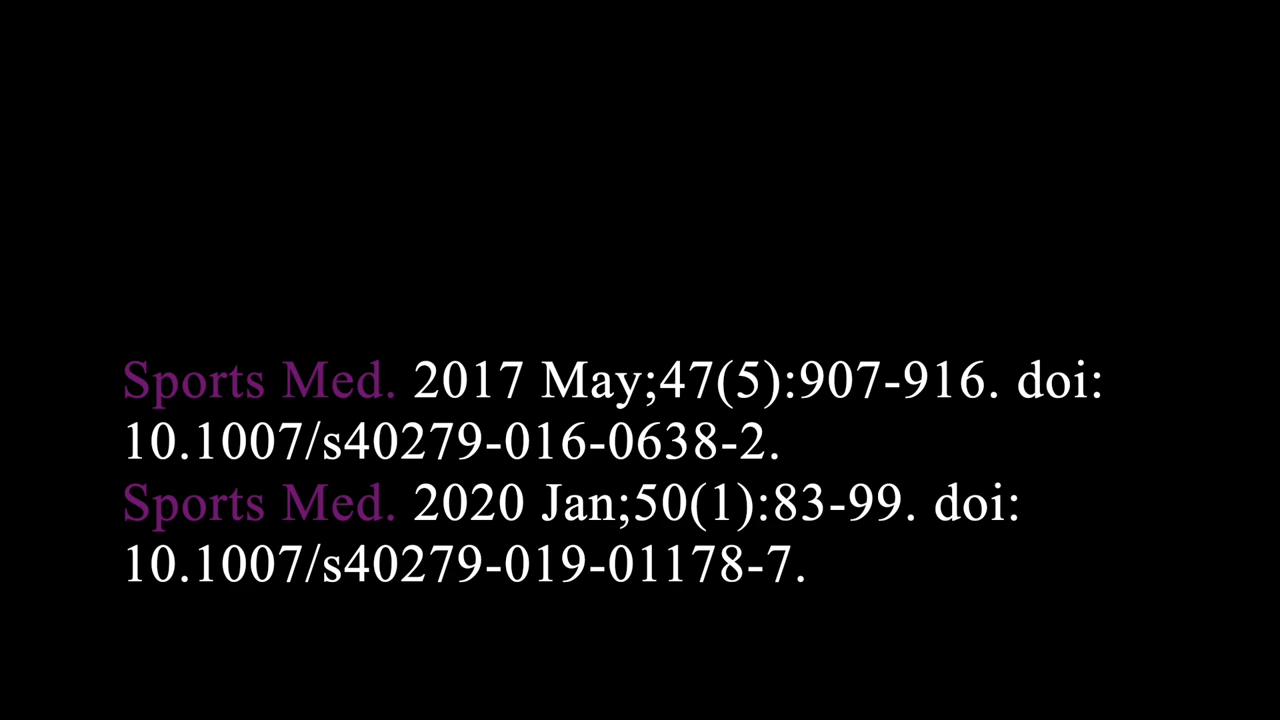 Sports Med. 2017 May;47(5):907-916. doi:
10.1007/s40279-016-0638-2.
Sports Med. 2020 Jan;50(1):83-99. doi:
10.1007/s40279-019-01178-7.